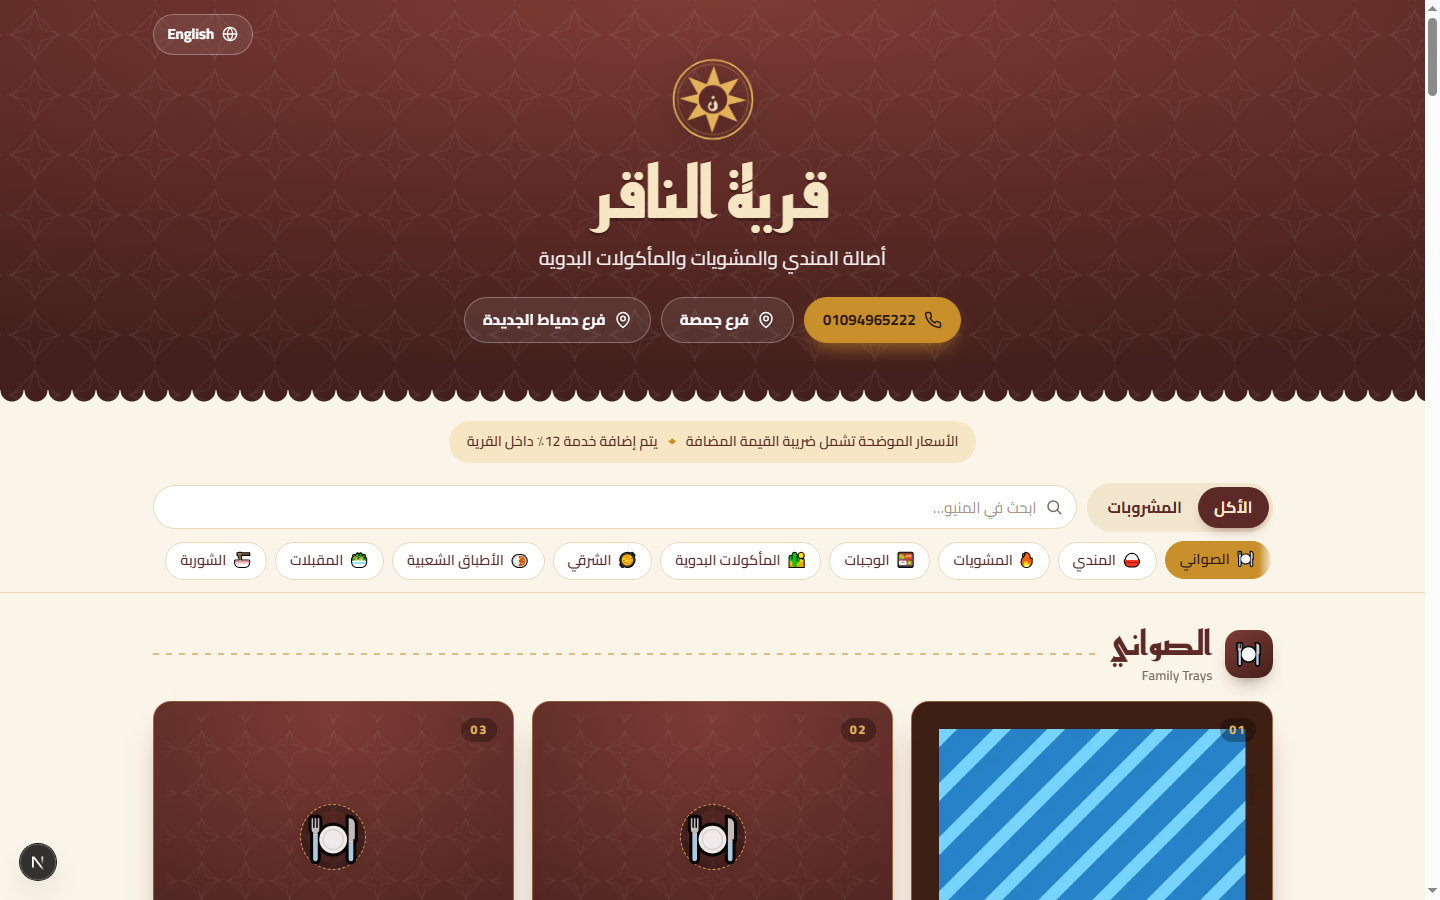 English
ن
قرية الناقر
أصالة المندي والمشويات والمأكولات البدوية
01094965222
فرع جمصة
فرع دمياط الجديدة
الأسعار الموضحة تشمل ضريبة القيمة المضافة ◆ يتم إضافة خدمة 12٪ داخل القرية
الأكل
المشروبات
ابحث في المنيو...
الصواني
المندي
المشويات
الوجبات
المأكولات البدوية
الشرقي
الأطباق الشعبية
المقبلات
الشوربة
الصواني
Family Trays
01
02
03
N